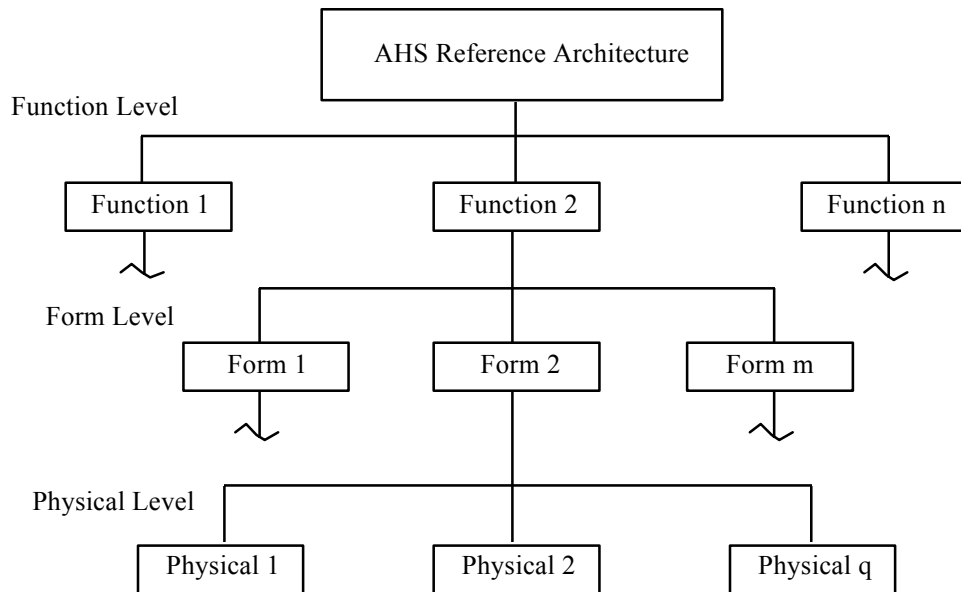 AHS Reference Architecture
Function Level
Function 1
Function 2
Function n
Form Level
Form 1
Form 2
Form m
Physical Level
Physical 1
Physical 2
Physical q